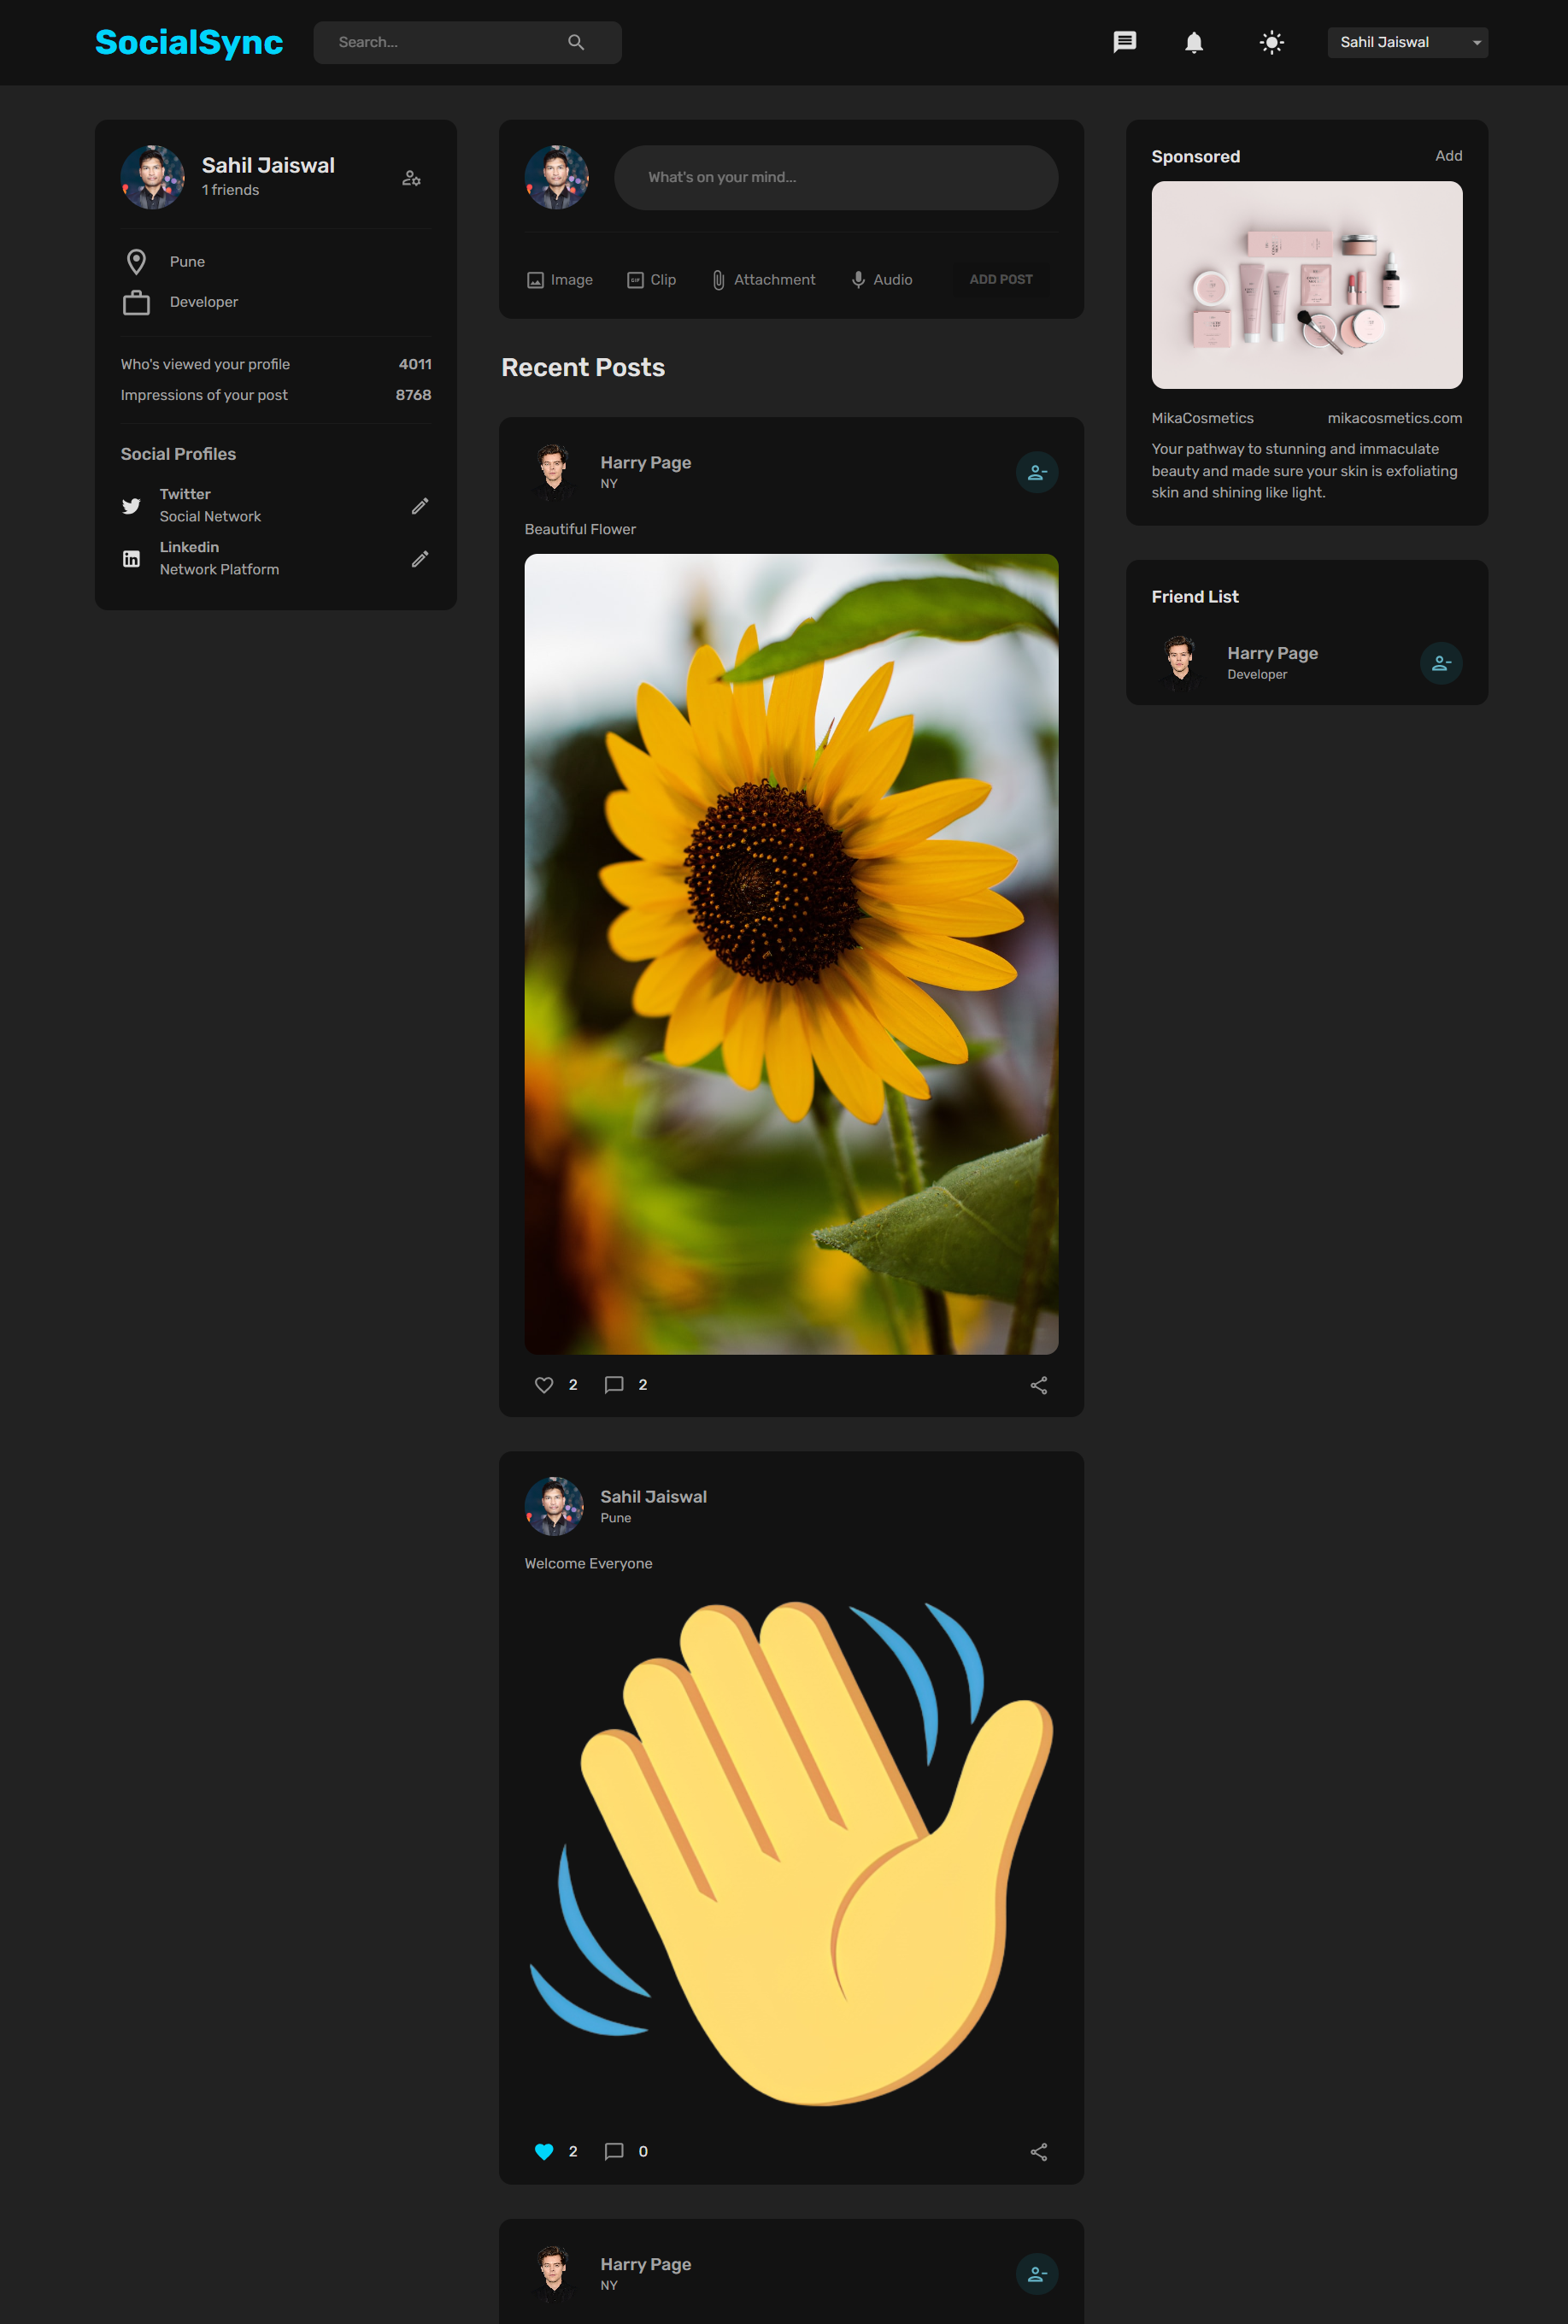 SocialSync
Search...
Sahil Jaiswal
Sahil Jaiswal
1 friends
Pune
Developer
Who's viewed your profile 4011
Impressions of your post 8768
Social Profiles
Twitter
Social Network
Linkedin
Network Platform
What's on your mind...
Image Clip Attachment Audio ADD POST
Recent Posts
Harry Page
NY
Beautiful Flower
2 2
Sahil Jaiswal
Pune
Welcome Everyone
2 0
Harry Page
NY
Sponsored Add
MikaCosmetics mikacosmetics.com
Your pathway to stunning and immaculate
beauty and made sure your skin is exfoliating
skin and shining like light.
Friend List
Harry Page
Developer